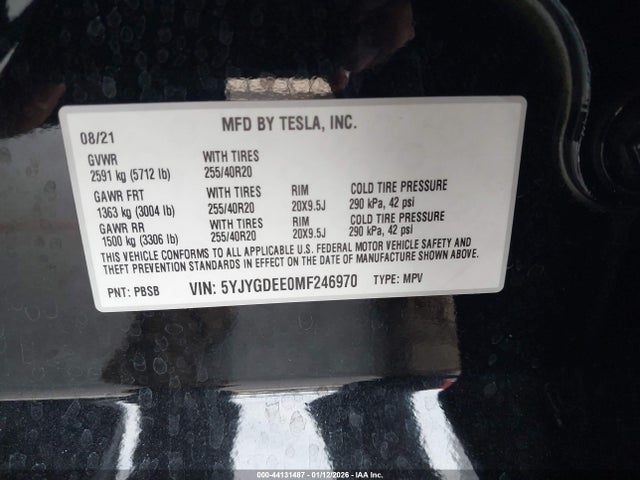 MFD BY TESLA, INC.
08/21
GVWR WITH TIRES
2591 kg (5712 lb) 255/40R20
GAWR FRT WITH TIRES RIM COLD TIRE PRESSURE
1363 kg (3004 lb) 255/40R20 20X9.5J 290 kPa, 42 psi
GAWR RR WITH TIRES RIM COLD TIRE PRESSURE
1500 kg (3306 lb) 255/40R20 20X9.5J 290 kPa, 42 psi
THIS VEHICLE CONFORMS TO ALL APPLICABLE U.S. FEDERAL MOTOR VEHICLE SAFETY AND
THEFT PREVENTION STANDARDS IN EFFECT ON THE DATE OF MANUFACTURE SHOWN ABOVE.
PNT: PBSB VIN: 5YJYGDEE0MF246970 TYPE: MPV
000-44131487 - 01/12/2026 - IAA Inc.